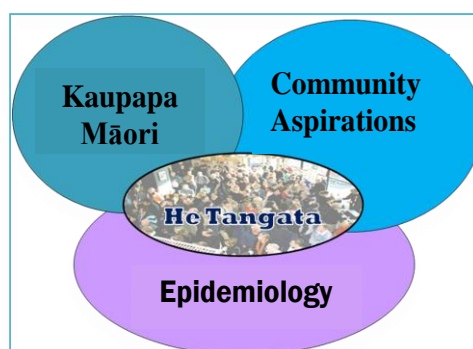 Kaupapa
Māori
Community
Aspirations
He Tangata
Epidemiology